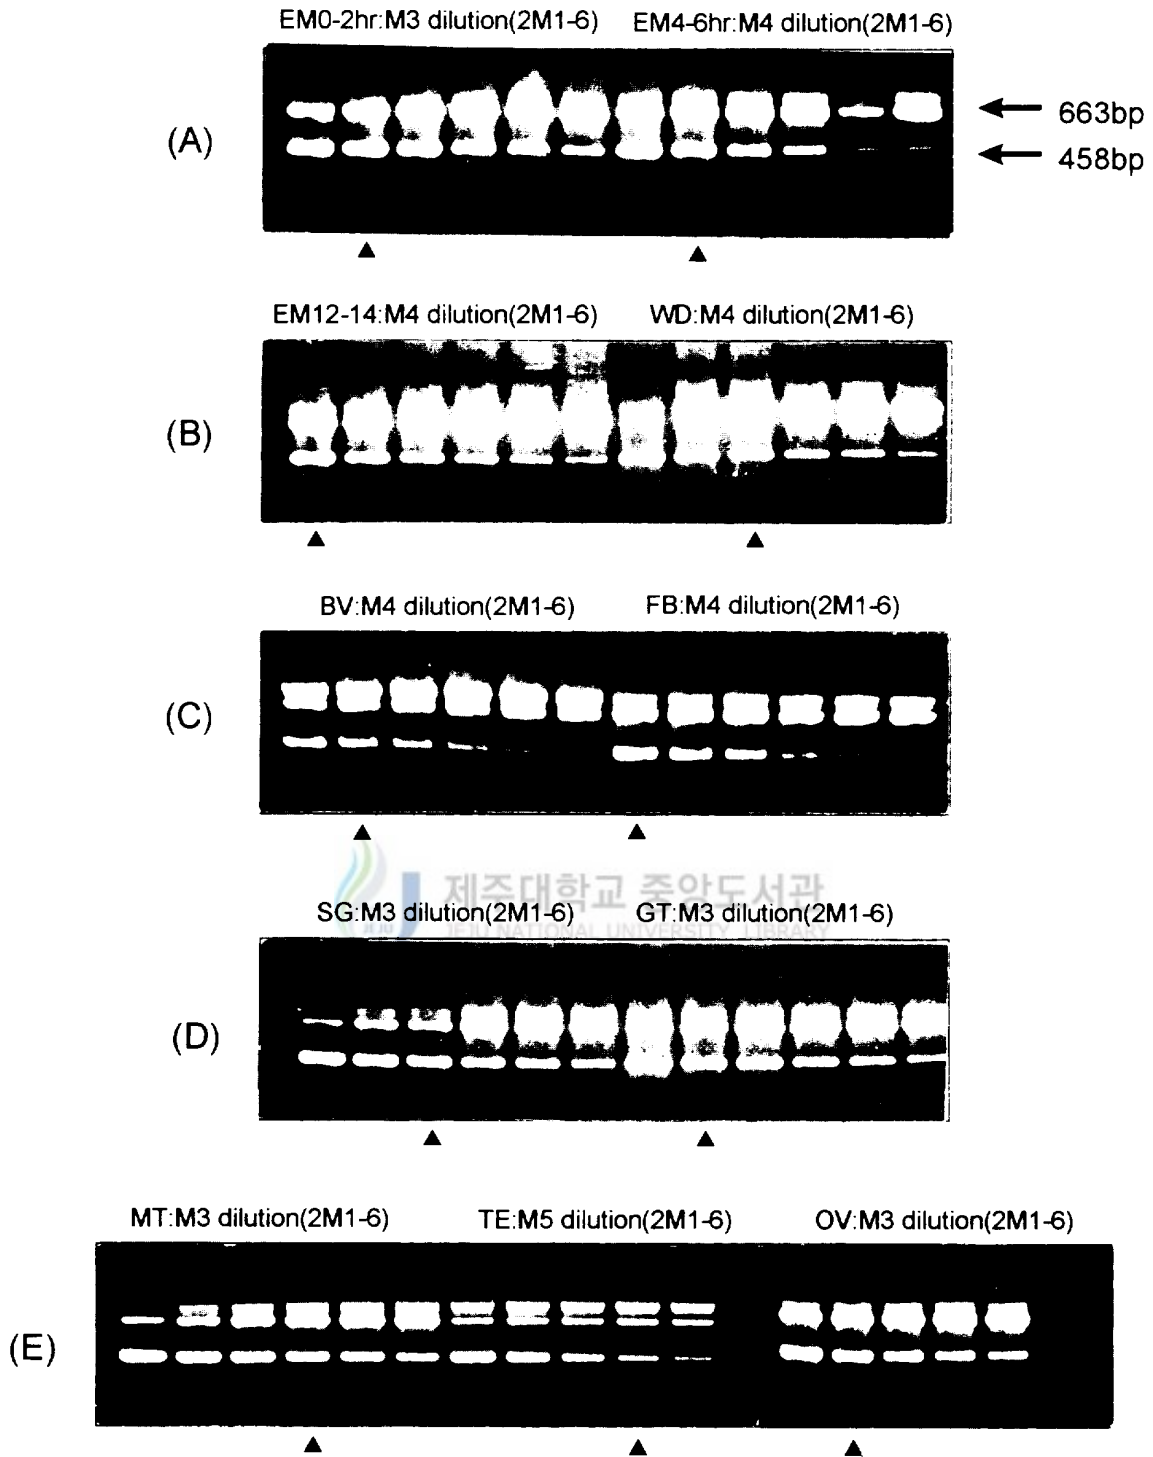 EM0-2hr:M3 dilution(2M1-6) EM4-6hr:M4 dilution(2M1-6)
(A)
663bp
458bp
EM12-14:M4 dilution(2M1-6) WD:M4 dilution(2M1-6)
(B)
BV:M4 dilution(2M1-6) FB:M4 dilution(2M1-6)
(C)
제주대학교 중앙도서관
JEJU NATIONAL UNIVERSITY LIBRARY
JEJU
SG:M3 dilution(2M1-6) GT:M3 dilution(2M1-6)
(D)
MT:M3 dilution(2M1-6) TE:M5 dilution(2M1-6) OV:M3 dilution(2M1-6)
(E)